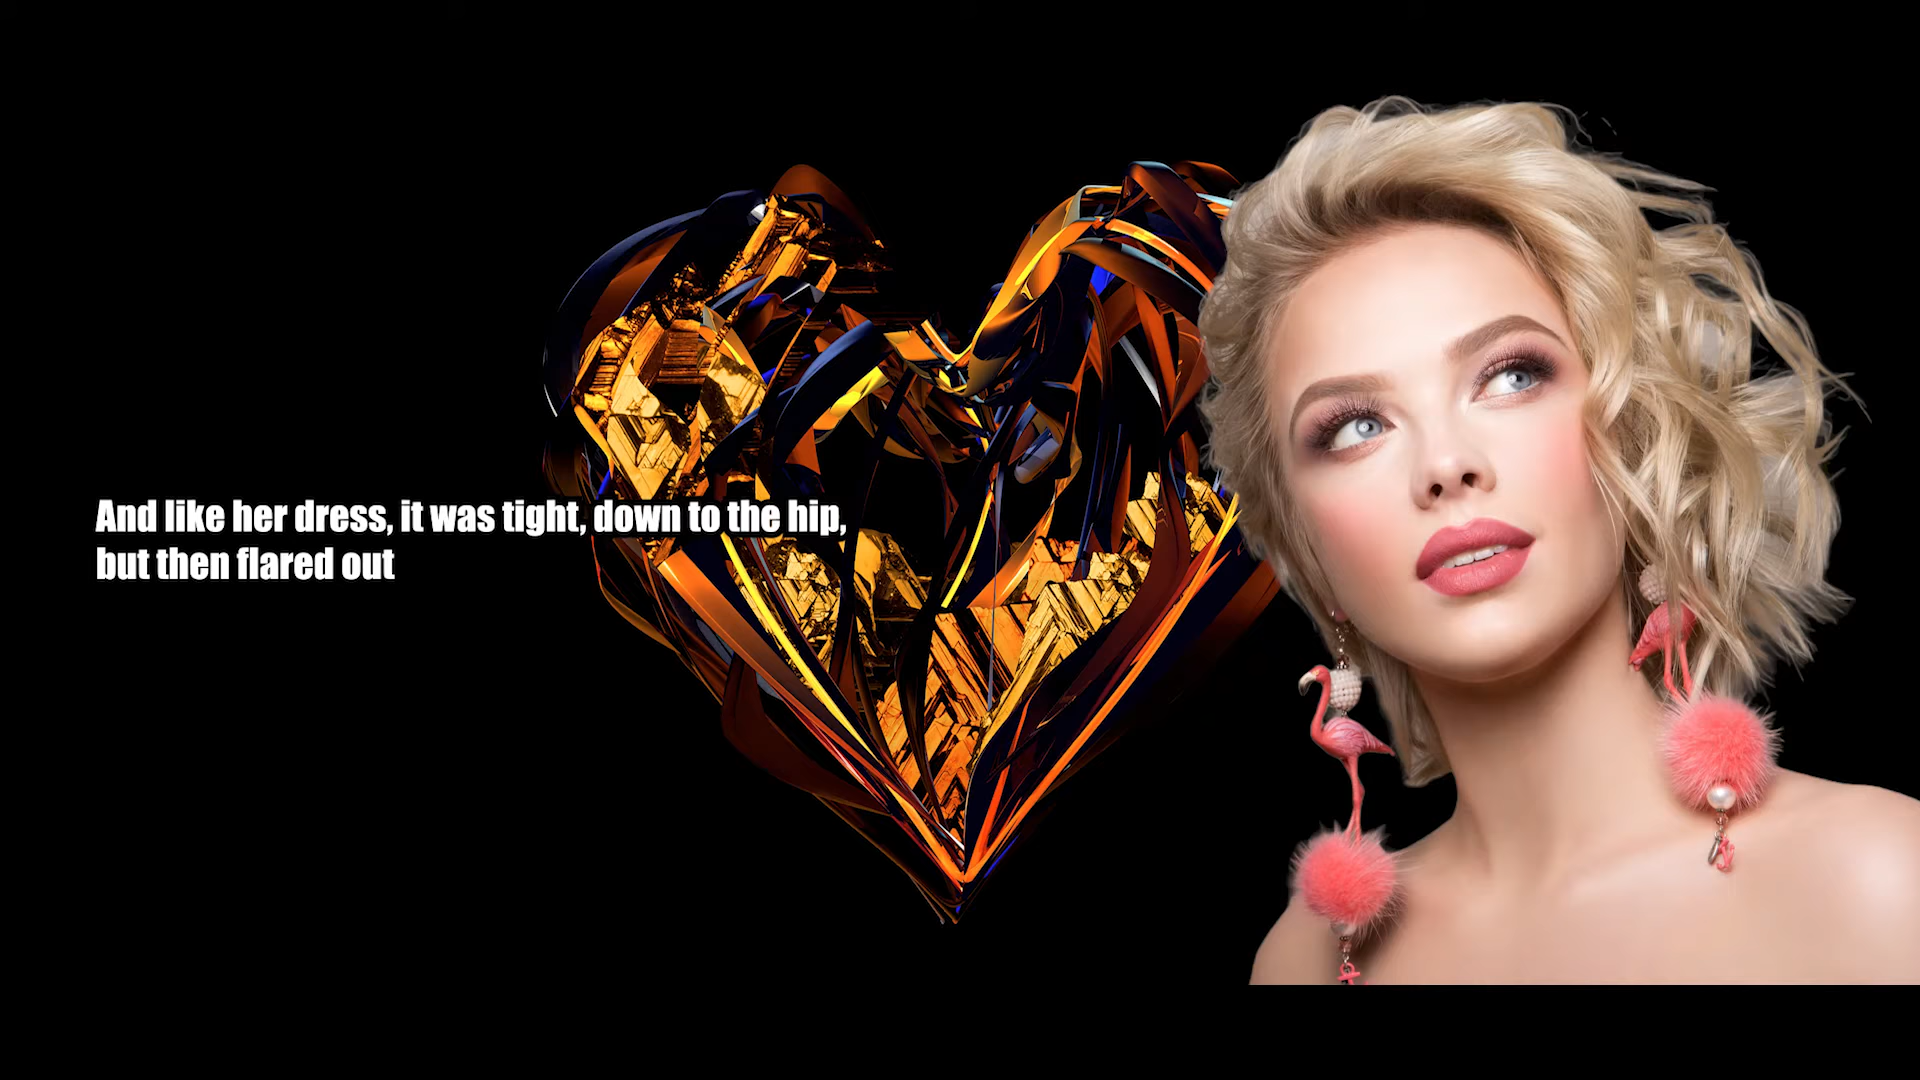 And like her dress, it was tight, down to the hip,
but then flared out